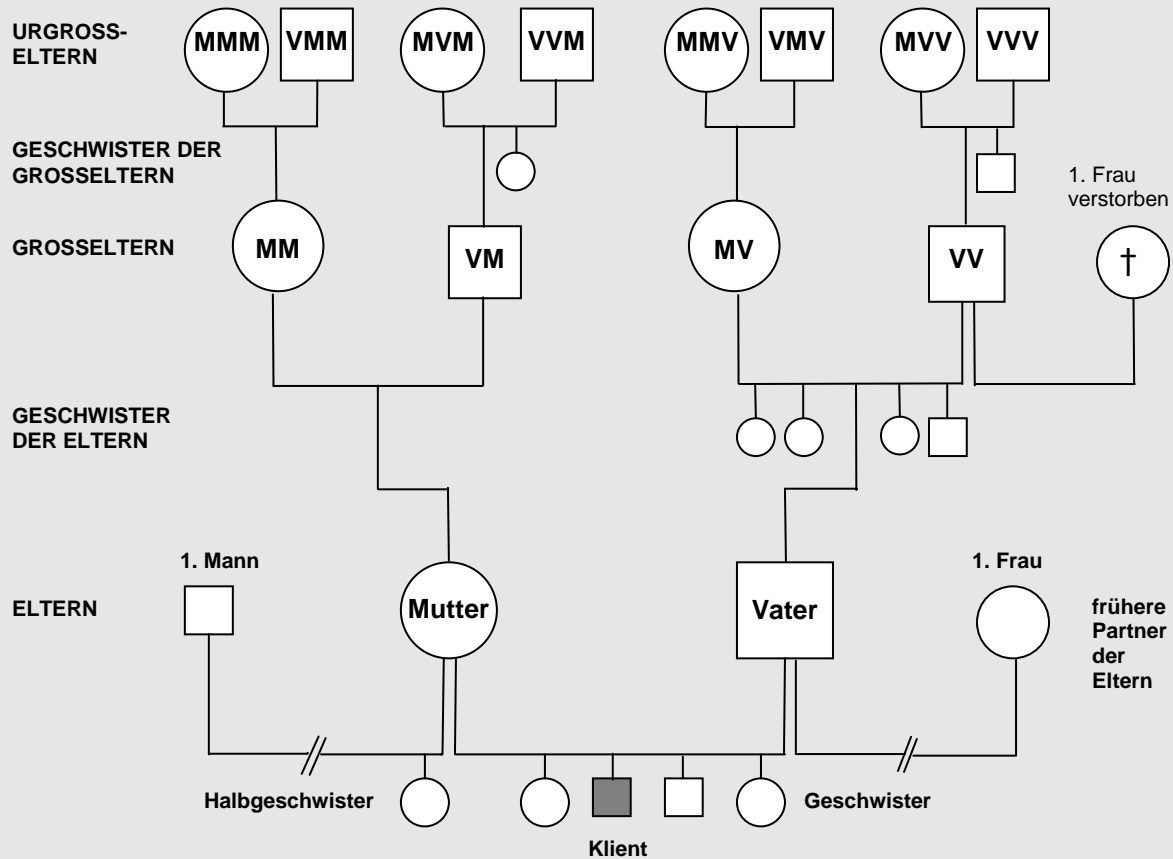 URGROSS-
ELTERN
MMM VMM MVM VVM MMV VMV MVV VVV
GESCHWISTER DER
GROSSELTERN
1. Frau
verstorben
GROSSELTERN
MM VM MV VV †
GESCHWISTER
DER ELTERN
1. Mann
1. Frau
ELTERN
Mutter
Vater
frühere
Partner
der
Eltern
Halbgeschwister
Geschwister
Klient